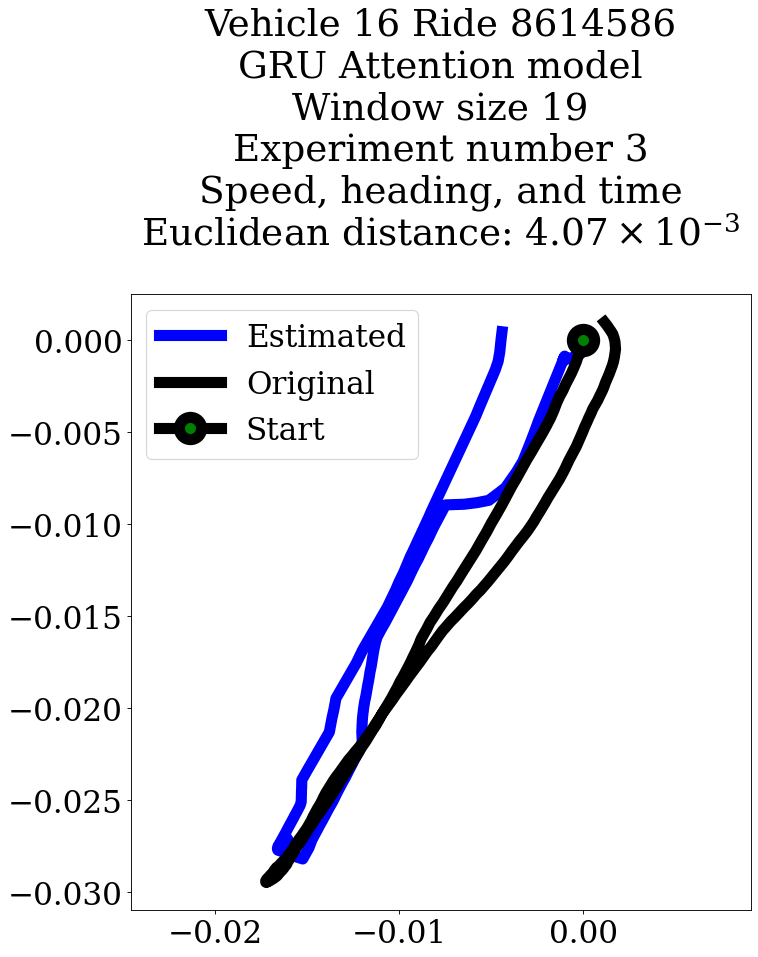 Vehicle 16 Ride 8614586
GRU Attention model
Window size 19
Experiment number 3
Speed, heading, and time
Euclidean distance: 4.07 × 10⁻³
Estimated
Original
Start
0.000
−0.005
−0.010
−0.015
−0.020
−0.025
−0.030
−0.02 −0.01 0.00